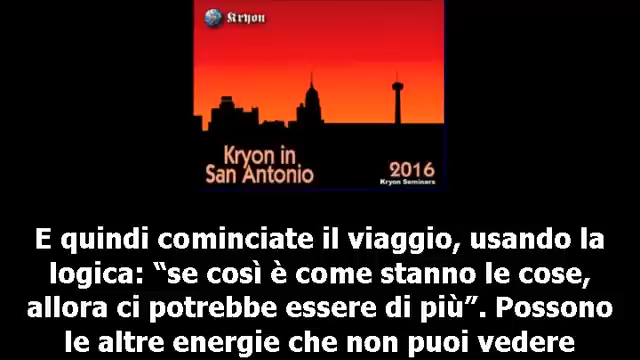 Kryon
Kryon in
San Antonio
2016
Kryon Seminars
E quindi cominciate il viaggio, usando la
logica: “se così è come stanno le cose,
allora ci potrebbe essere di più”. Possono
le altre energie che non puoi vedere